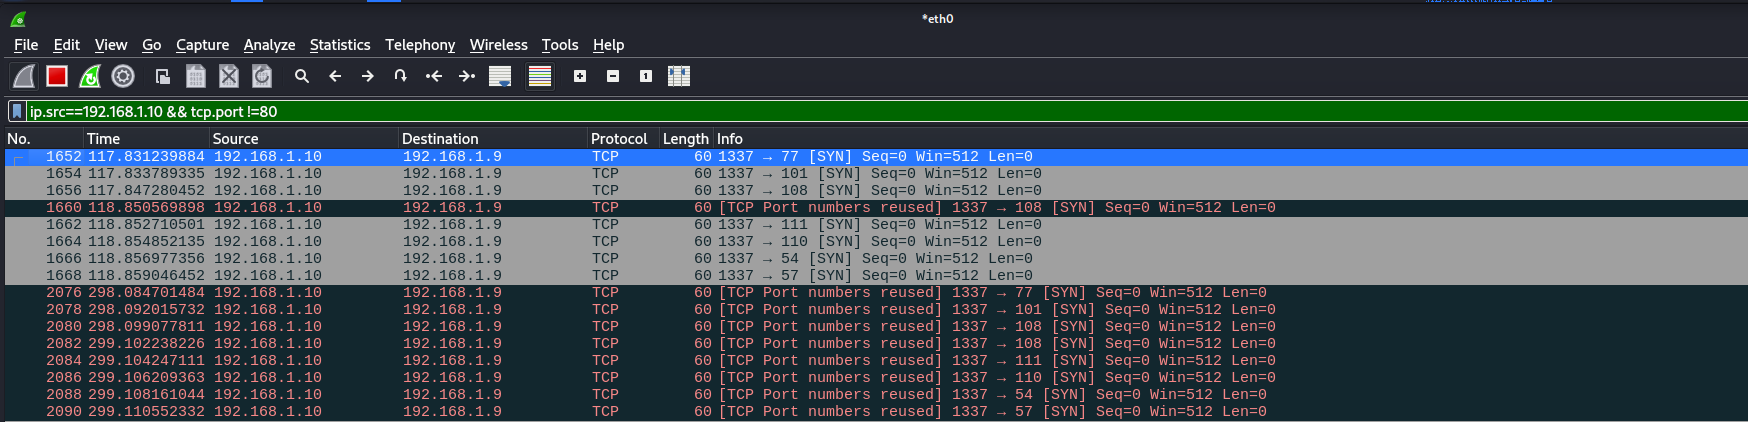 *eth0
File Edit View Go Capture Analyze Statistics Telephony Wireless Tools Help
ip.src==192.168.1.10 && tcp.port !=80
No. Time Source Destination Protocol Length Info
1652 117.831239884 192.168.1.10 192.168.1.9 TCP 60 1337 → 77 [SYN] Seq=0 Win=512 Len=0
1654 117.833789335 192.168.1.10 192.168.1.9 TCP 60 1337 → 101 [SYN] Seq=0 Win=512 Len=0
1656 117.847280452 192.168.1.10 192.168.1.9 TCP 60 1337 → 108 [SYN] Seq=0 Win=512 Len=0
1660 118.850569898 192.168.1.10 192.168.1.9 TCP 60 [TCP Port numbers reused] 1337 → 108 [SYN] Seq=0 Win=512 Len=0
1662 118.852710501 192.168.1.10 192.168.1.9 TCP 60 1337 → 111 [SYN] Seq=0 Win=512 Len=0
1664 118.854852135 192.168.1.10 192.168.1.9 TCP 60 1337 → 110 [SYN] Seq=0 Win=512 Len=0
1666 118.856977356 192.168.1.10 192.168.1.9 TCP 60 1337 → 54 [SYN] Seq=0 Win=512 Len=0
1668 118.859046452 192.168.1.10 192.168.1.9 TCP 60 1337 → 57 [SYN] Seq=0 Win=512 Len=0
2076 298.084701484 192.168.1.10 192.168.1.9 TCP 60 [TCP Port numbers reused] 1337 → 77 [SYN] Seq=0 Win=512 Len=0
2078 298.092015732 192.168.1.10 192.168.1.9 TCP 60 [TCP Port numbers reused] 1337 → 101 [SYN] Seq=0 Win=512 Len=0
2080 298.099077811 192.168.1.10 192.168.1.9 TCP 60 [TCP Port numbers reused] 1337 → 108 [SYN] Seq=0 Win=512 Len=0
2082 299.102238226 192.168.1.10 192.168.1.9 TCP 60 [TCP Port numbers reused] 1337 → 108 [SYN] Seq=0 Win=512 Len=0
2084 299.104247111 192.168.1.10 192.168.1.9 TCP 60 [TCP Port numbers reused] 1337 → 111 [SYN] Seq=0 Win=512 Len=0
2086 299.106209363 192.168.1.10 192.168.1.9 TCP 60 [TCP Port numbers reused] 1337 → 110 [SYN] Seq=0 Win=512 Len=0
2088 299.108161044 192.168.1.10 192.168.1.9 TCP 60 [TCP Port numbers reused] 1337 → 54 [SYN] Seq=0 Win=512 Len=0
2090 299.110552332 192.168.1.10 192.168.1.9 TCP 60 [TCP Port numbers reused] 1337 → 57 [SYN] Seq=0 Win=512 Len=0